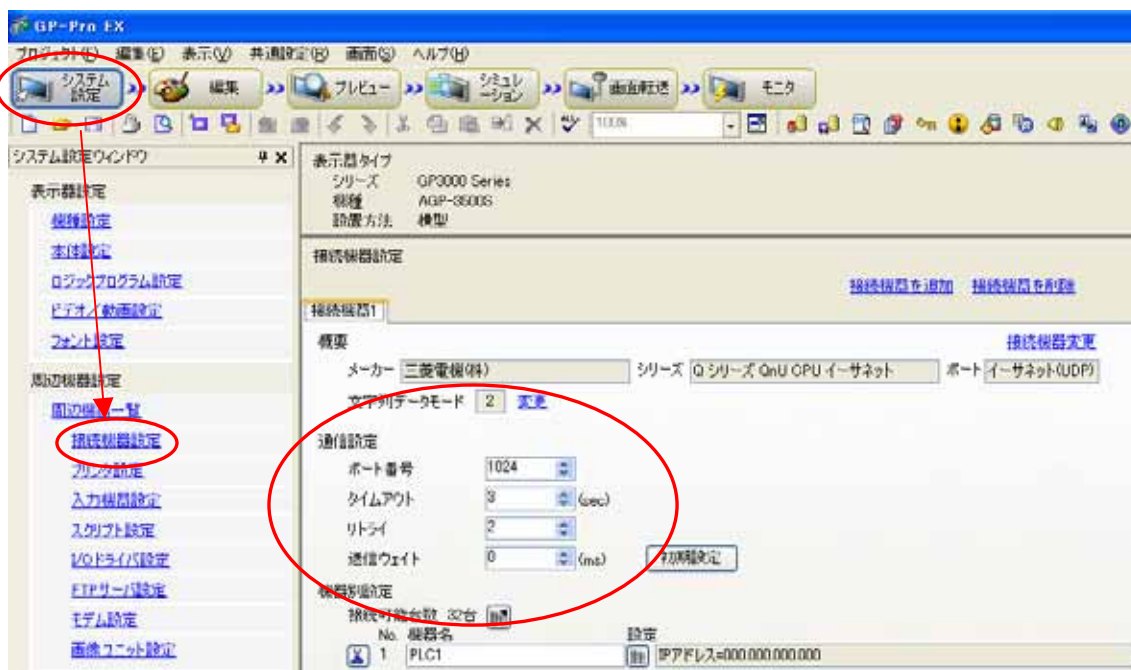 GP-Pro EX
プロジェクト(F) 編集(E) 表示(V) 共通設定(R) 画面(S) ヘルプ(H)
システム設定 編集 プレビュー シミュレーション 画面転送 モニタ
100%
システム設定ウィンドウ
表示器設定
機種設定
本体設定
ロジックプログラム設定
ビデオ/動画設定
フォント設定
周辺機器設定
周辺機器一覧
接続機器設定
プリンタ設定
入力機器設定
スクリプト設定
I/Oドライバ設定
FTPサーバ設定
モデム設定
画像ユニット設定
表示器タイプ
シリーズ GP3000 Series
機種 AGP-3500S
設置方法 横型
接続機器設定
接続機器を追加 接続機器を削除
接続機器1
概要 接続機器変更
メーカー 三菱電機(株) シリーズ Q シリーズ QnU CPU イーサネット ポート イーサネット(UDP)
文字列データモード 2 変更
通信設定
ポート番号 1024
タイムアウト 3 (sec)
リトライ 2
送信ウェイト 0 (ms) 初期設定
機器別設定
接続可能台数 32台
No. 機器名 設定
1 PLC1 IPアドレス=000.000.000.000